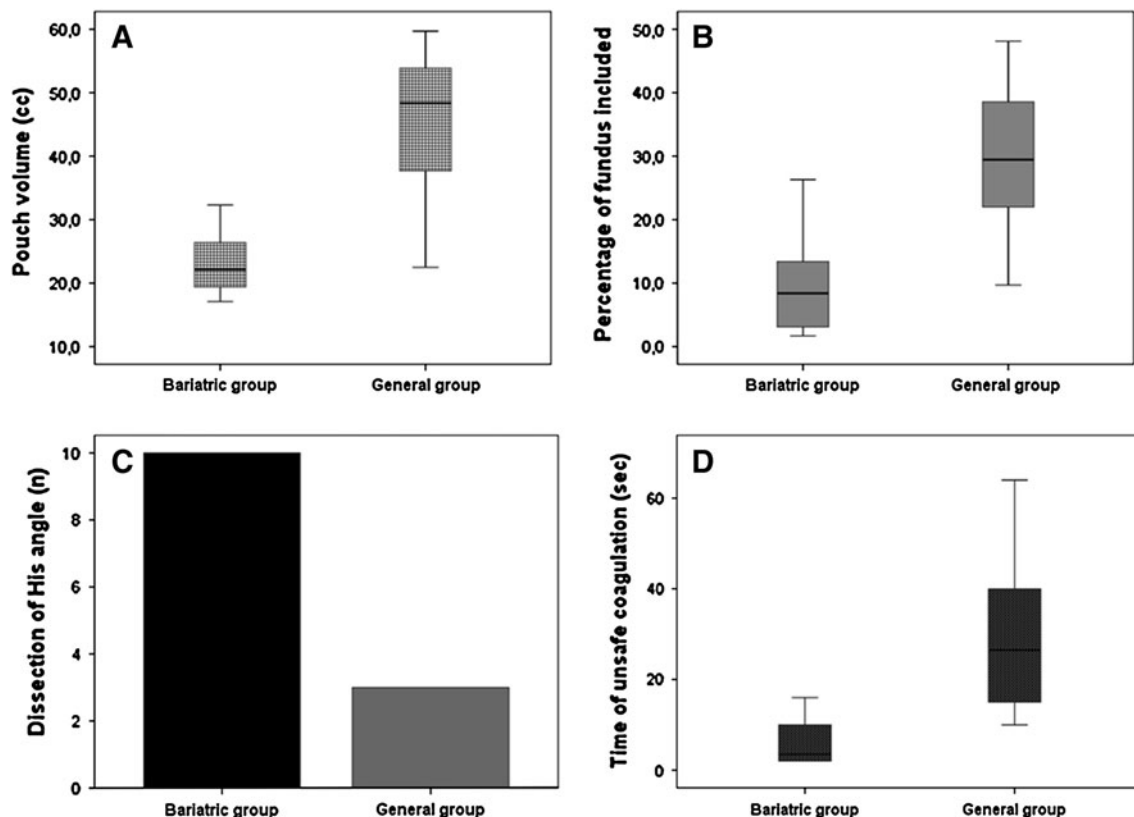 A
Pouch volume (cc)
60,0
50,0
40,0
30,0
20,0
10,0
Bariatric group
General group
B
Percentage of fundus included
50,0
40,0
30,0
20,0
10,0
0,0
Bariatric group
General group
C
Dissection of His angle (n)
10
8
6
4
2
0
Bariatric group
General group
D
Time of unsafe coagulation (sec)
60
40
20
0
Bariatric group
General group